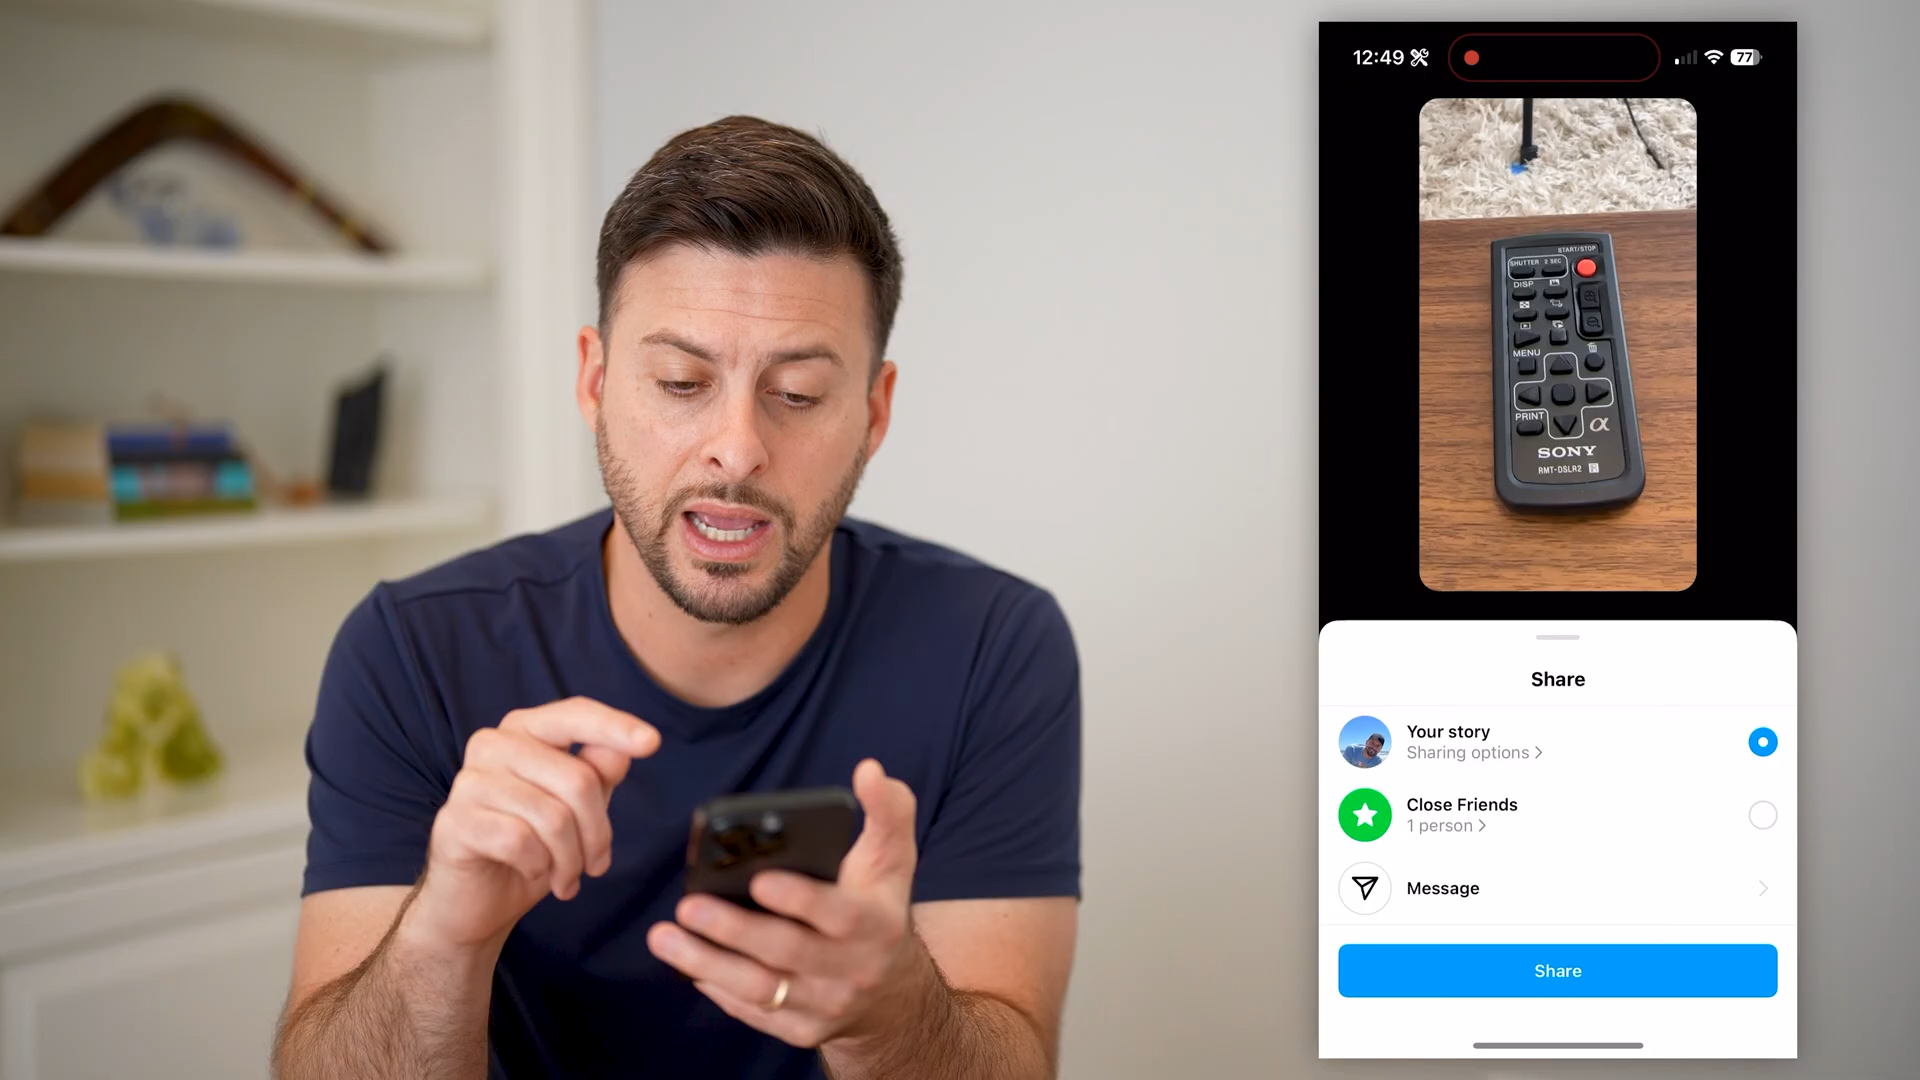 12:49
77
START/STOP
SHUTTER 2 SEC
DISP
MENU
PRINT
α
SONY
RMT-DSLR2
Share
Your story
Sharing options >
Close Friends
1 person >
Message
Share